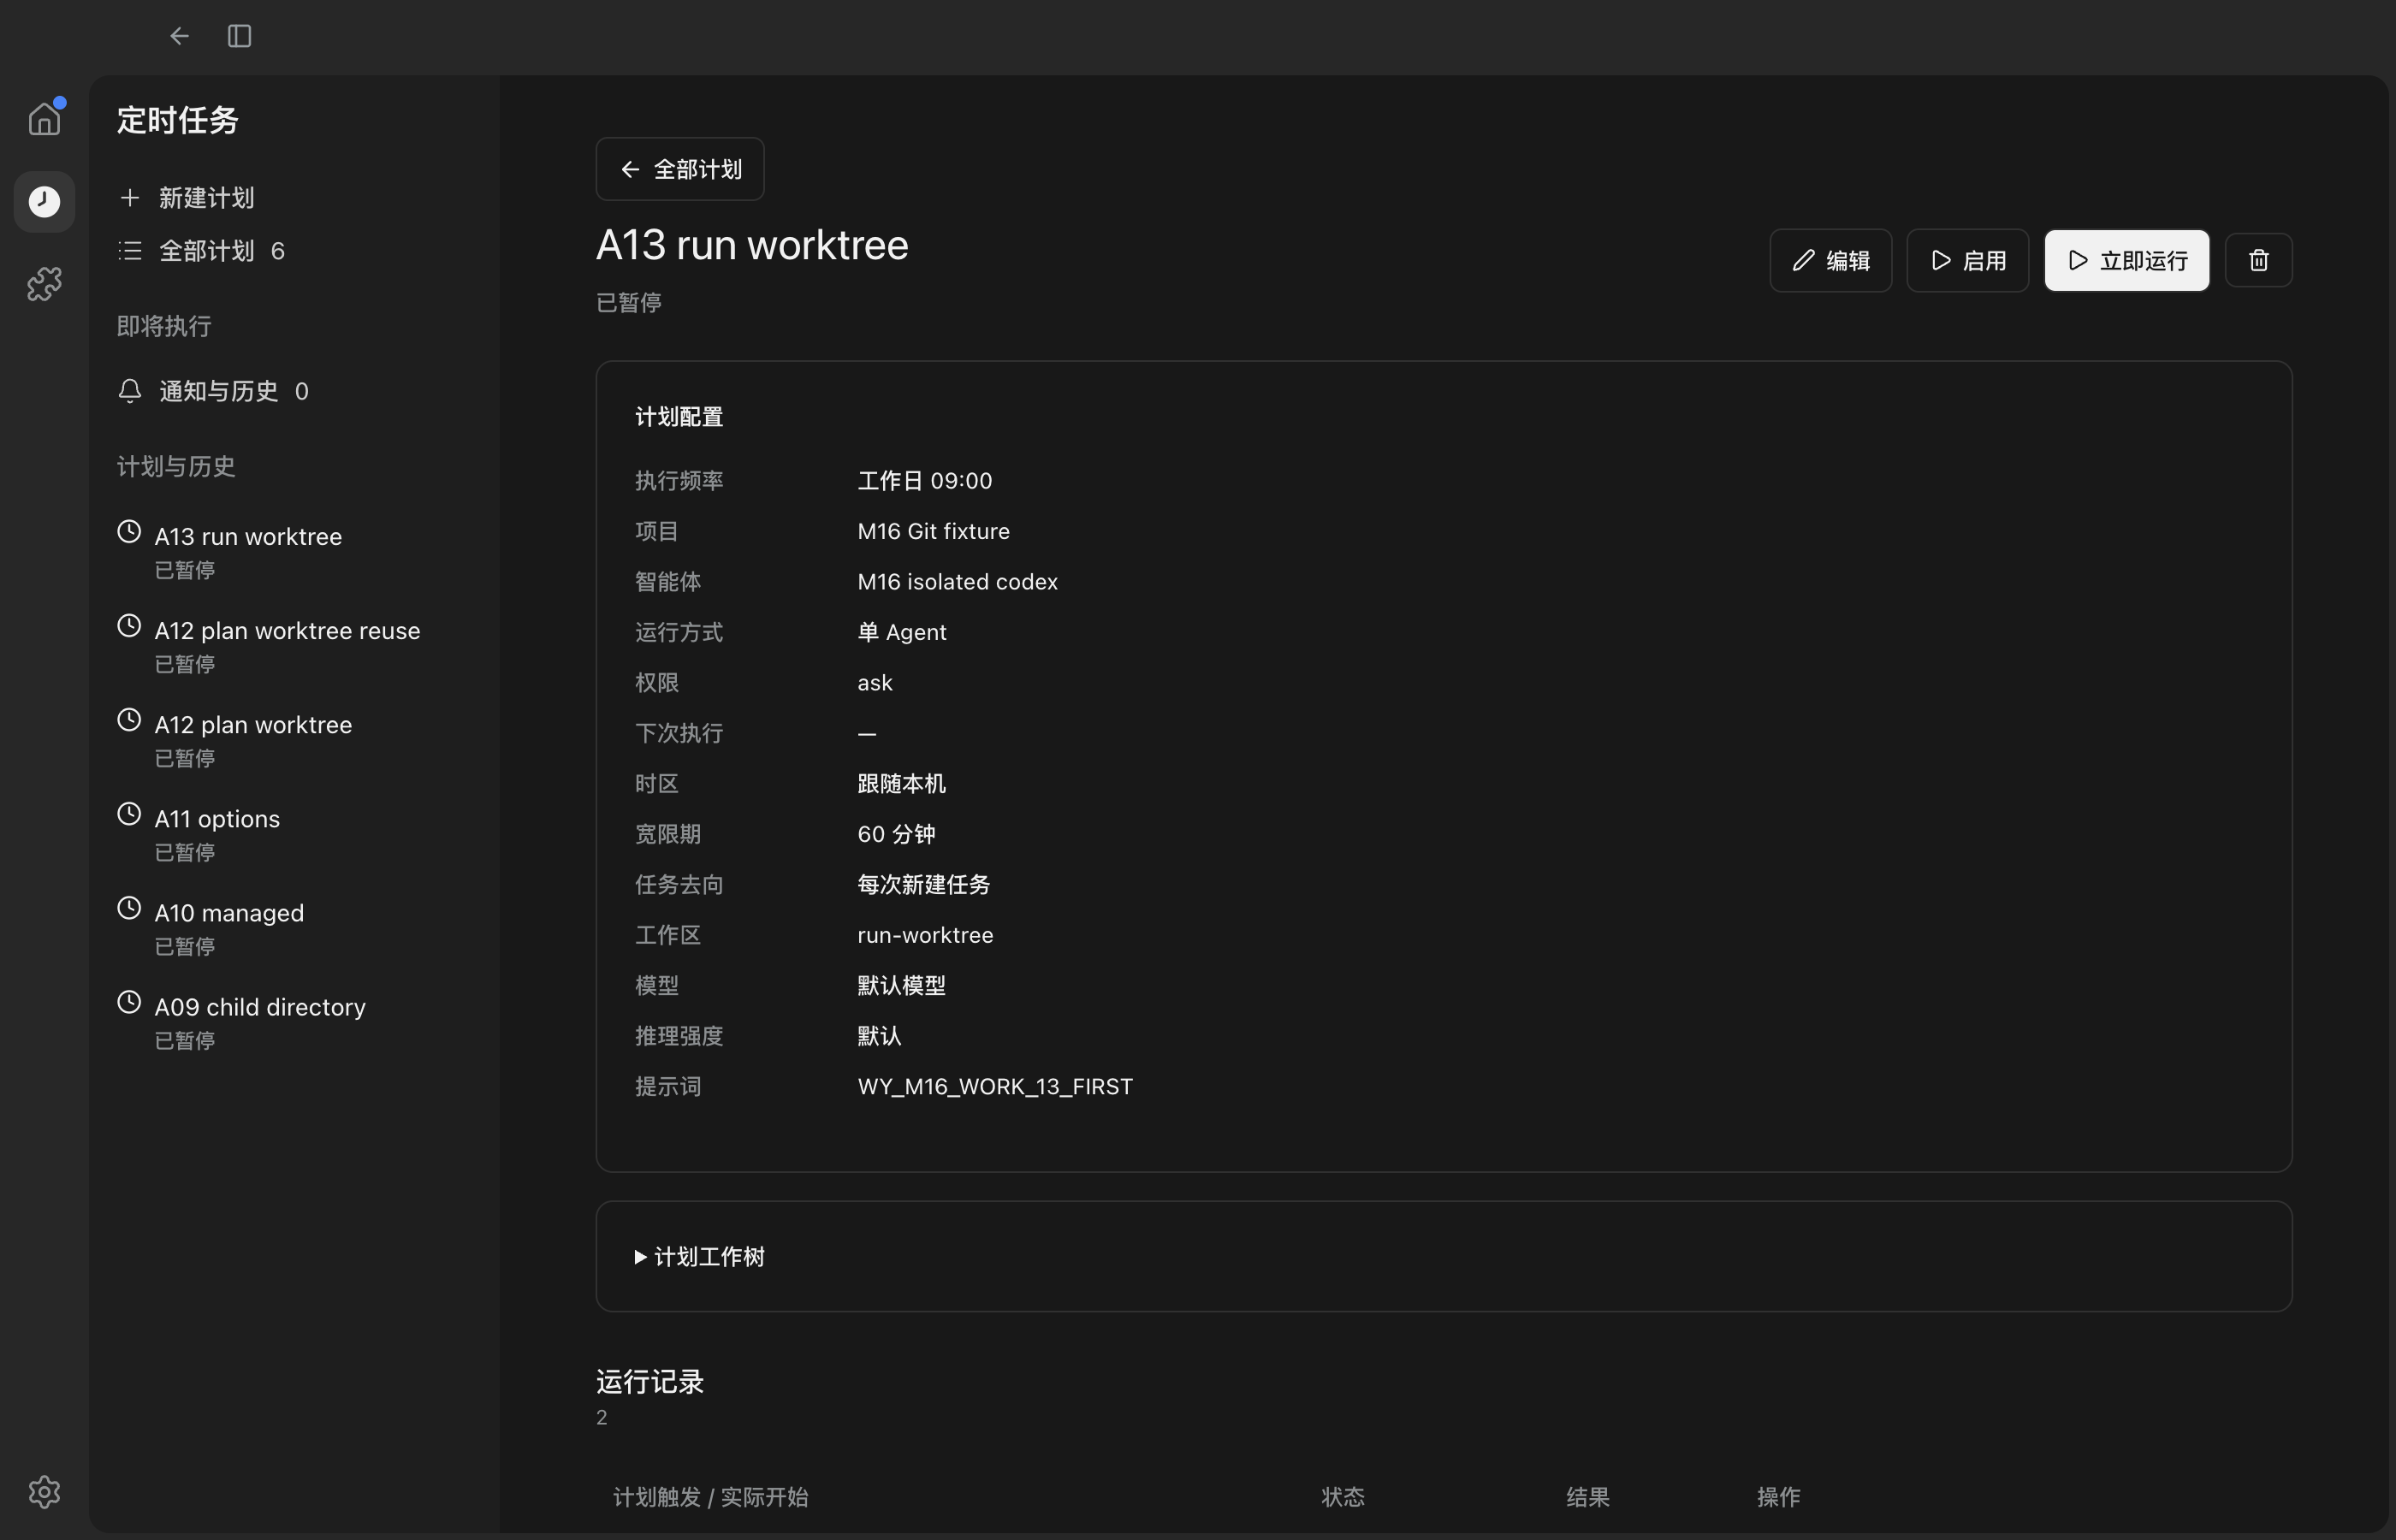 定时任务
新建计划
全部计划 6
即将执行
通知与历史 0
计划与历史
A13 run worktree
已暂停
A12 plan worktree reuse
已暂停
A12 plan worktree
已暂停
A11 options
已暂停
A10 managed
已暂停
A09 child directory
已暂停
全部计划
A13 run worktree
已暂停
编辑 启用 立即运行
计划配置
执行频率 工作日 09:00
项目 M16 Git fixture
智能体 M16 isolated codex
运行方式 单 Agent
权限 ask
下次执行 —
时区 跟随本机
宽限期 60 分钟
任务去向 每次新建任务
工作区 run-worktree
模型 默认模型
推理强度 默认
提示词 WY_M16_WORK_13_FIRST
计划工作树
运行记录
2
计划触发 / 实际开始 状态 结果 操作